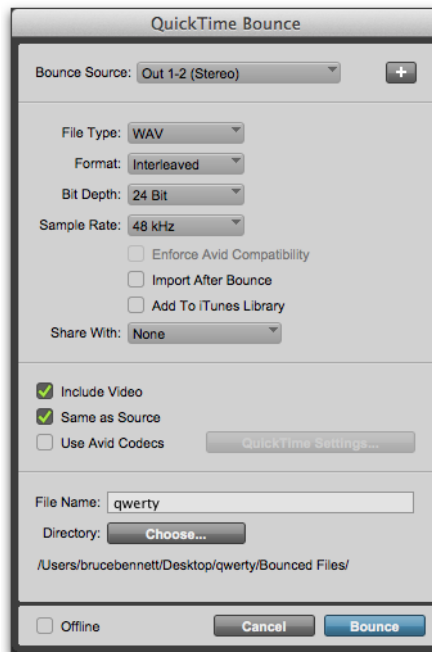 QuickTime Bounce
Bounce Source: Out 1-2 (Stereo) +
File Type: WAV
Format: Interleaved
Bit Depth: 24 Bit
Sample Rate: 48 kHz
Enforce Avid Compatibility
Import After Bounce
Add To iTunes Library
Share With: None
Include Video
Same as Source
Use Avid Codecs QuickTime Settings...
File Name: qwerty
Directory: Choose...
/Users/brucebennett/Desktop/qwerty/Bounced Files/
Offline Cancel Bounce